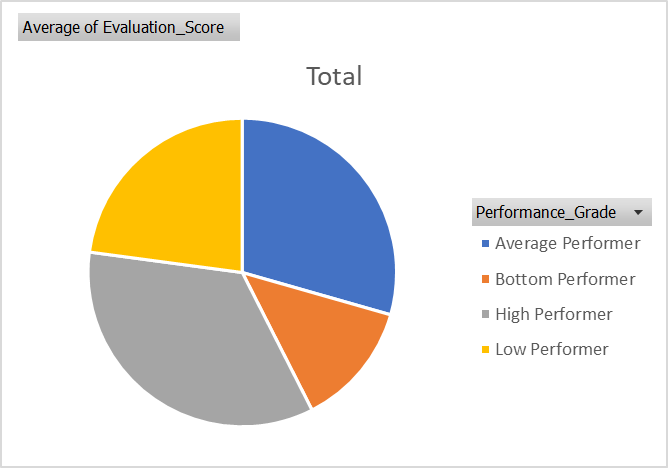 Average of Evaluation_Score
Total
Performance_Grade
Average Performer
Bottom Performer
High Performer
Low Performer